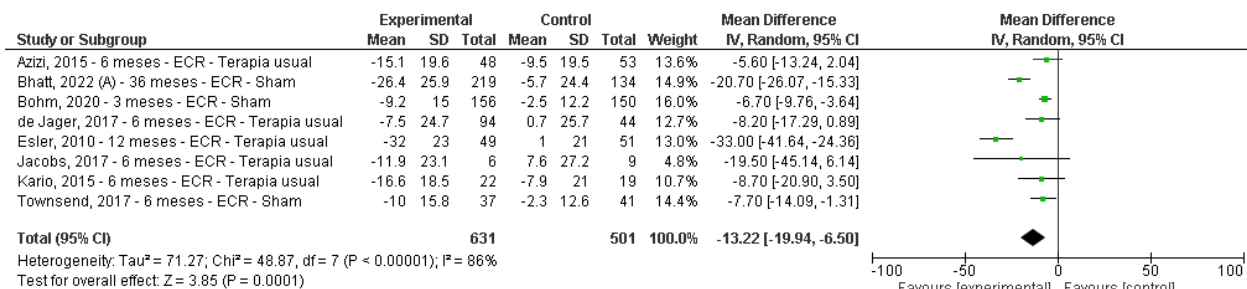 Experimental Control Mean Difference Mean Difference
Study or Subgroup Mean SD Total Mean SD Total Weight IV, Random, 95% CI IV, Random, 95% CI
Azizi, 2015 - 6 meses - ECR - Terapia usual -15.1 19.6 48 -9.5 19.5 53 13.6% -5.60 [-13.24, 2.04]
Bhatt, 2022 (A) - 36 meses - ECR - Sham -26.4 25.9 219 -5.7 24.4 134 14.9% -20.70 [-26.07, -15.33]
Bohm, 2020 - 3 meses - ECR - Sham -9.2 15 156 -2.5 12.2 150 16.0% -6.70 [-9.76, -3.64]
de Jager, 2017 - 6 meses - ECR - Terapia usual -7.5 24.7 94 0.7 25.7 44 12.7% -8.20 [-17.29, 0.89]
Esler, 2010 - 12 meses - ECR - Terapia usual -32 23 49 1 21 51 13.0% -33.00 [-41.64, -24.36]
Jacobs, 2017 - 6 meses - ECR - Terapia usual -11.9 23.1 6 7.6 27.2 9 4.8% -19.50 [-45.14, 6.14]
Kario, 2015 - 6 meses - ECR - Terapia usual -16.6 18.5 22 -7.9 21 19 10.7% -8.70 [-20.90, 3.50]
Townsend, 2017 - 6 meses - ECR - Sham -10 15.8 37 -2.3 12.6 41 14.4% -7.70 [-14.09, -1.31]
Total (95% CI) 631 501 100.0% -13.22 [-19.94, -6.50]
Heterogeneity: Tau² = 71.27; Chi² = 48.87, df = 7 (P < 0.00001); I² = 86%
Test for overall effect: Z = 3.85 (P = 0.0001)
-100 -50 0 50 100
Favours [experimental] Favours [control]